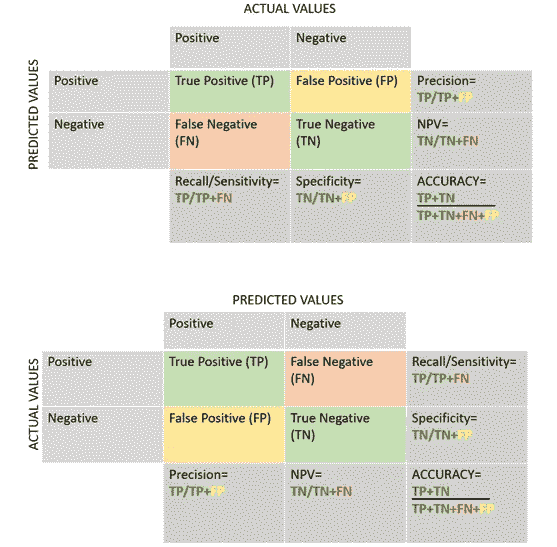 ACTUAL VALUES
Positive Negative
PREDICTED VALUES
Positive True Positive (TP) False Positive (FP) Precision=
TP/TP+FP
Negative False Negative True Negative NPV=
(FN) (TN) TN/TN+FN
Recall/Sensitivity= Specificity= ACCURACY=
TP/TP+FN TN/TN+FP TP+TN
TP+TN+FN+FP
PREDICTED VALUES
Positive Negative
ACTUAL VALUES
Positive True Positive (TP) False Negative Recall/Sensitivity=
(FN) TP/TP+FN
Negative False Positive (FP) True Negative Specificity=
(TN) TN/TN+FP
Precision= NPV= ACCURACY=
TP/TP+FP TN/TN+FN TP+TN
TP+TN+FN+FP